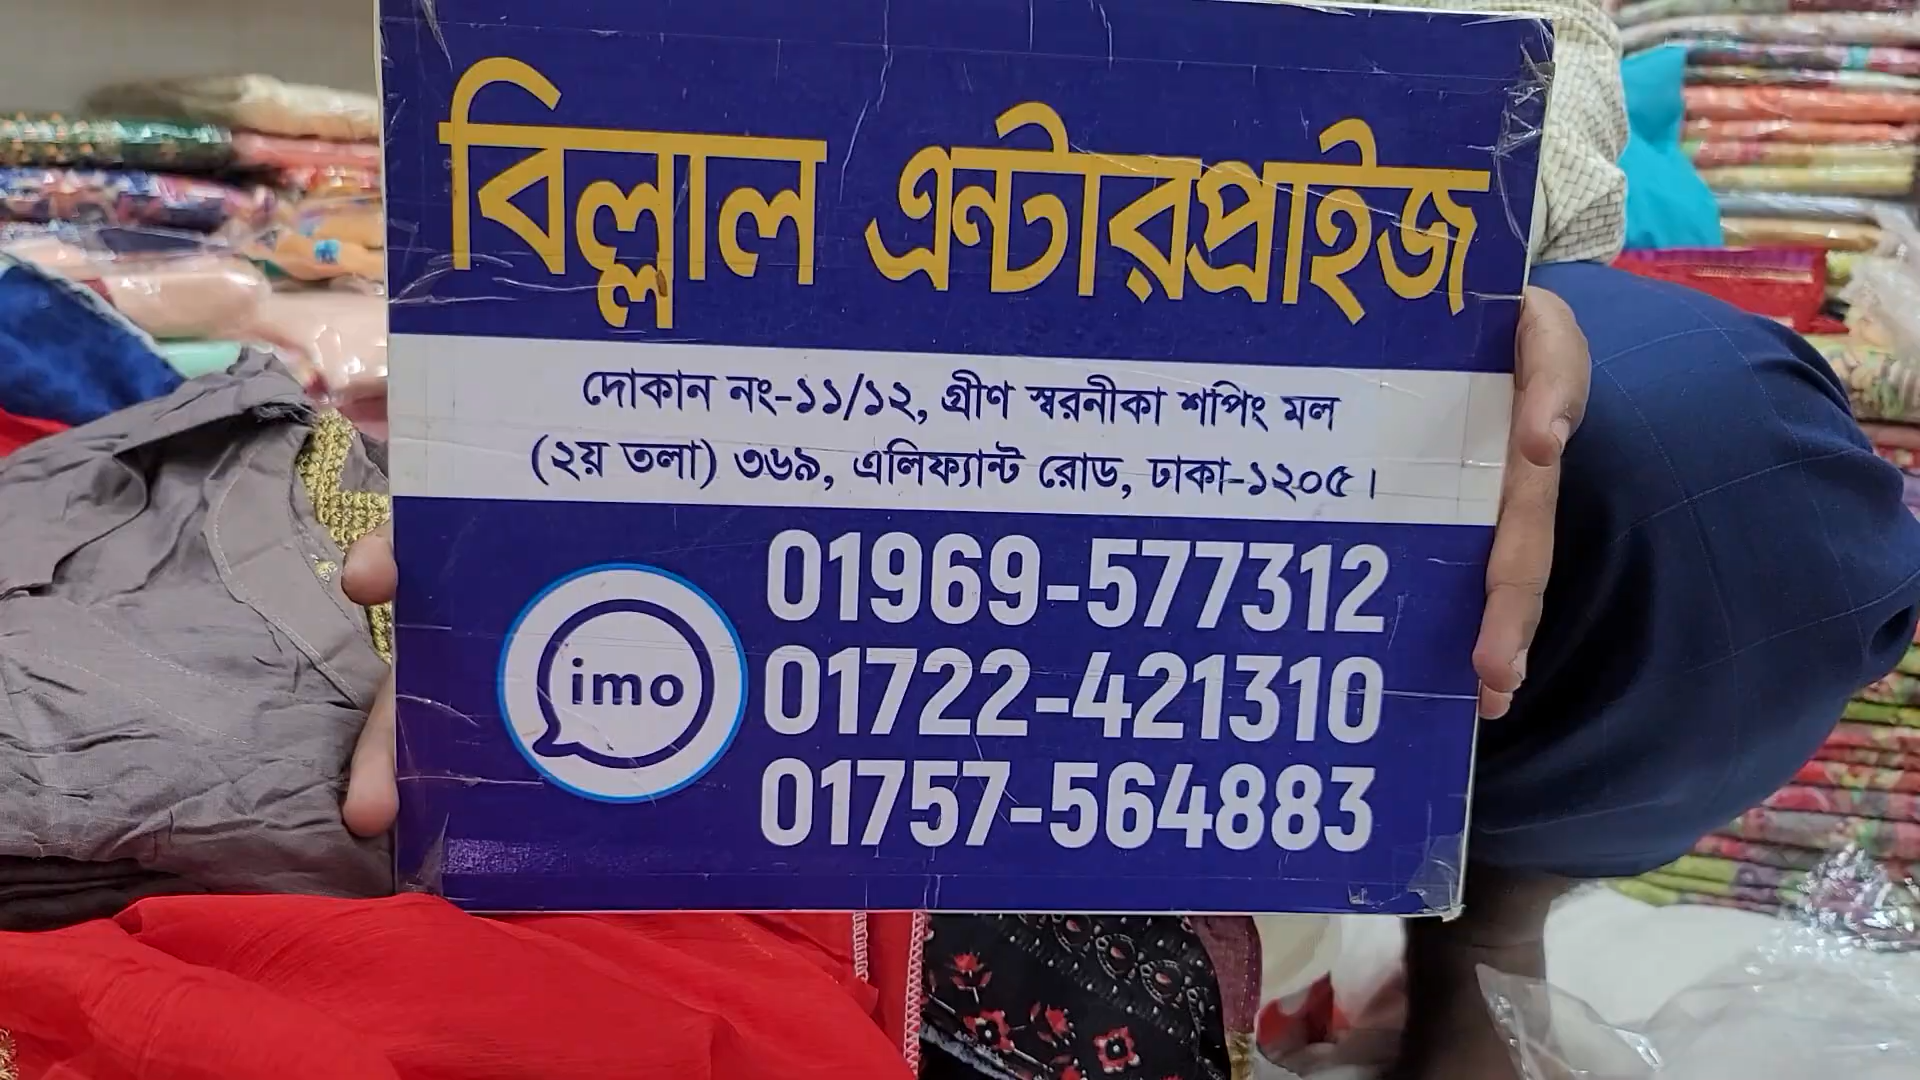 বিল্লাল এন্টারপ্রাইজ
দোকান নং-১১/১২, গ্রীণ স্বরনীকা শপিং মল
(২য় তলা) ৩৬৯, এলিফ্যান্ট রোড, ঢাকা-১২০৫।
01969-577312
imo
01722-421310
01757-564883